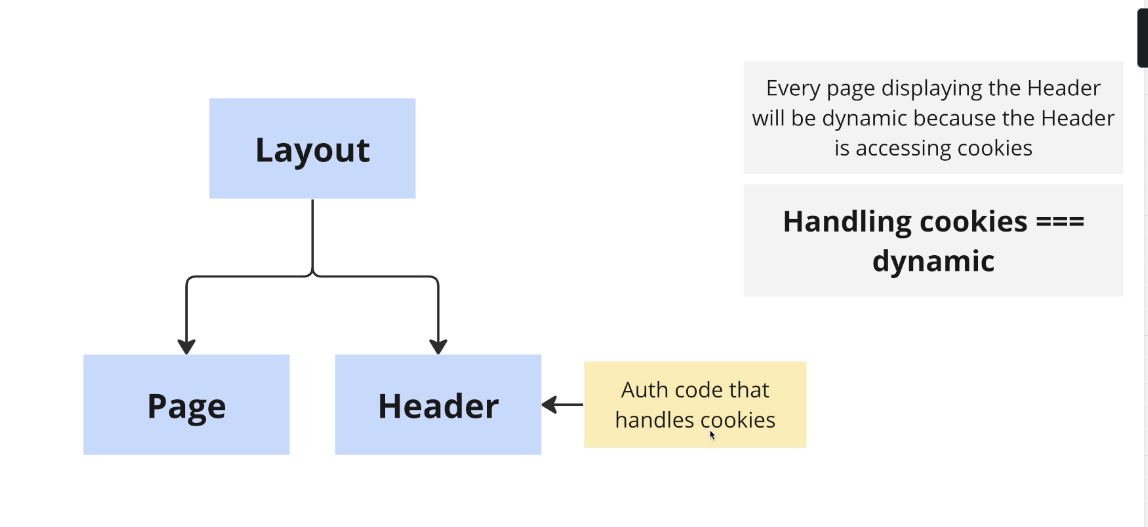 Layout
Page
Header
Auth code that
handles cookies
Every page displaying the Header
will be dynamic because the Header
is accessing cookies
Handling cookies ===
dynamic